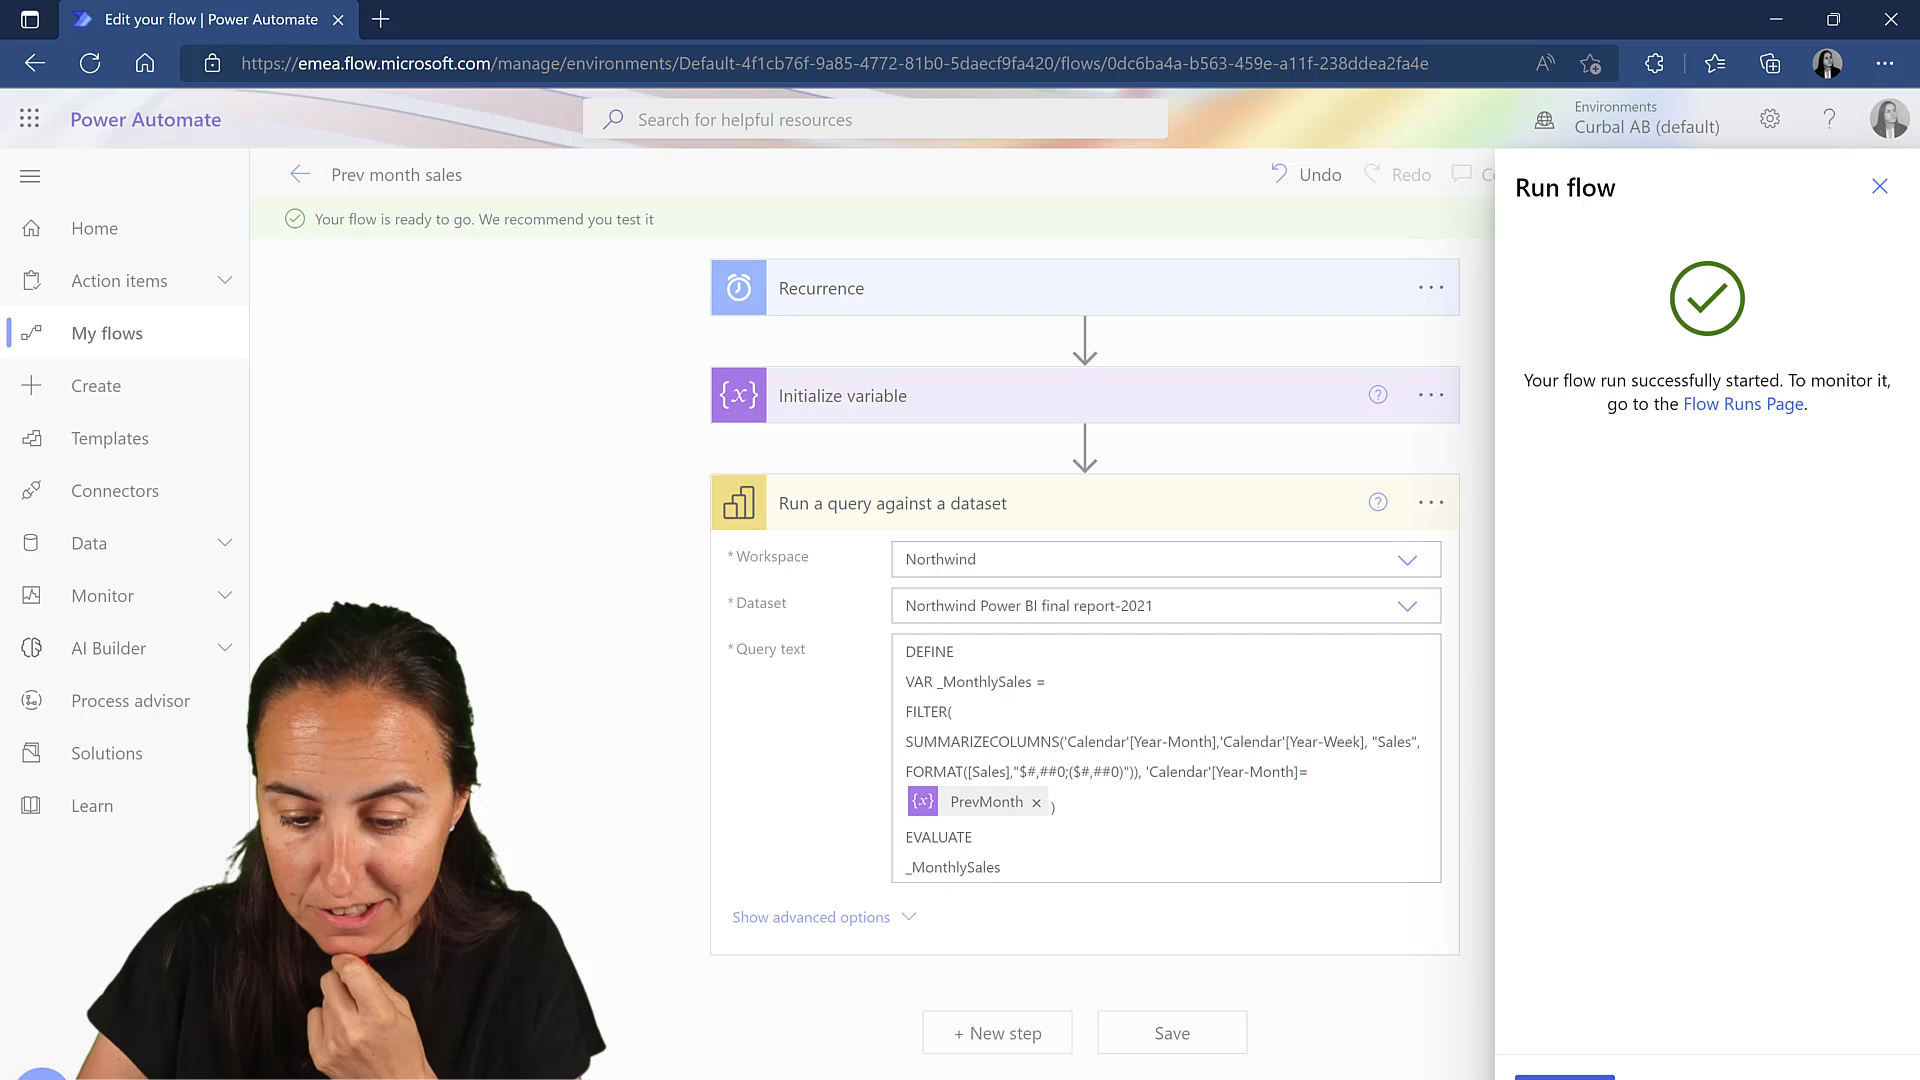 Edit your flow | Power Automate
https://emea.flow.microsoft.com/manage/environments/Default-4f1cb76f-9a85-4772-81b0-5daecf9fa420/flows/0dc6ba4a-b563-459e-a11f-238ddea2fa4e
Power Automate
Search for helpful resources
Environments
Curbal AB (default)
Home
Action items
My flows
Create
Templates
Connectors
Data
Monitor
AI Builder
Process advisor
Solutions
Learn
Prev month sales
Undo
Redo
Your flow is ready to go. We recommend you test it
Recurrence
{x} Initialize variable
Run a query against a dataset
* Workspace
Northwind
* Dataset
Northwind Power BI final report-2021
* Query text
DEFINE
VAR _MonthlySales =
FILTER(
SUMMARIZECOLUMNS('Calendar'[Year-Month],'Calendar'[Year-Week], "Sales",
FORMAT([Sales],"$#,##0;($#,##0)")), 'Calendar'[Year-Month]=
{x} PrevMonth × )
EVALUATE
_MonthlySales
Show advanced options
+ New step
Save
Run flow
Your flow run successfully started. To monitor it,
go to the Flow Runs Page.